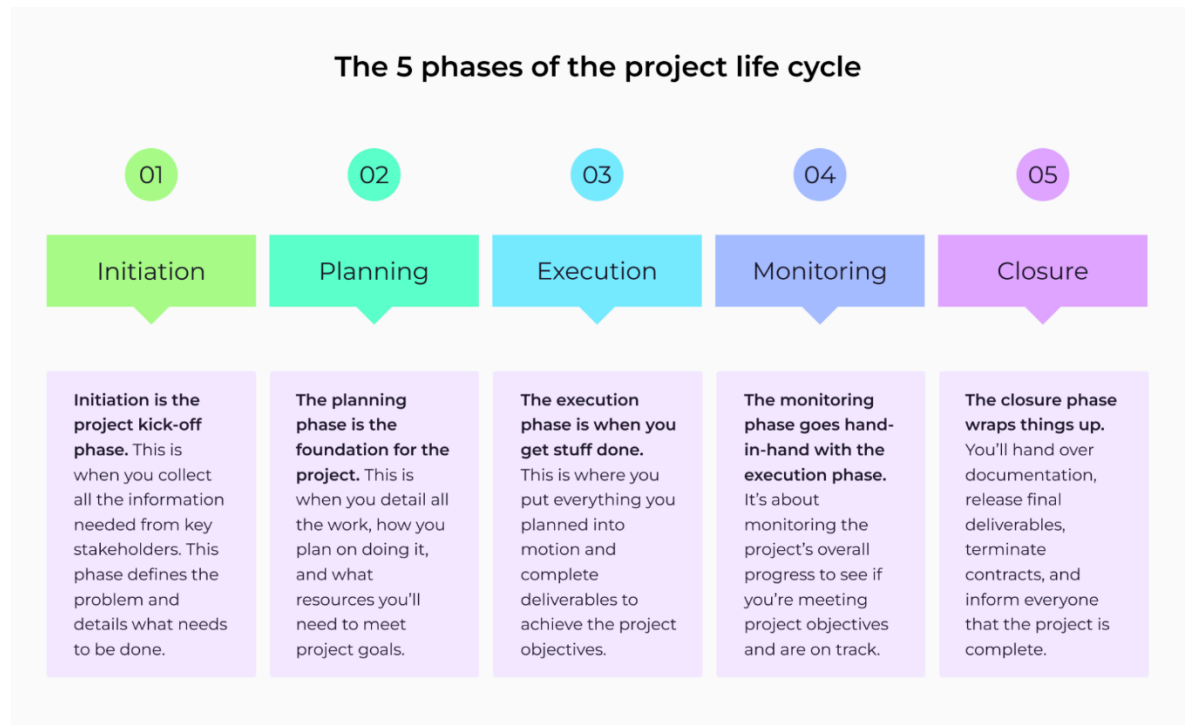 The 5 phases of the project life cycle
01
02
03
04
05
Initiation
Planning
Execution
Monitoring
Closure
Initiation is the
project kick-off
phase. This is
when you collect
all the information
needed from key
stakeholders. This
phase defines the
problem and
details what needs
to be done.
The planning
phase is the
foundation for the
project. This is
when you detail all
the work, how you
plan on doing it,
and what
resources you’ll
need to meet
project goals.
The execution
phase is when you
get stuff done.
This is where you
put everything you
planned into
motion and
complete
deliverables to
achieve the project
objectives.
The monitoring
phase goes hand-
in-hand with the
execution phase.
It’s about
monitoring the
project’s overall
progress to see if
you’re meeting
project objectives
and are on track.
The closure phase
wraps things up.
You’ll hand over
documentation,
release final
deliverables,
terminate
contracts, and
inform everyone
that the project is
complete.